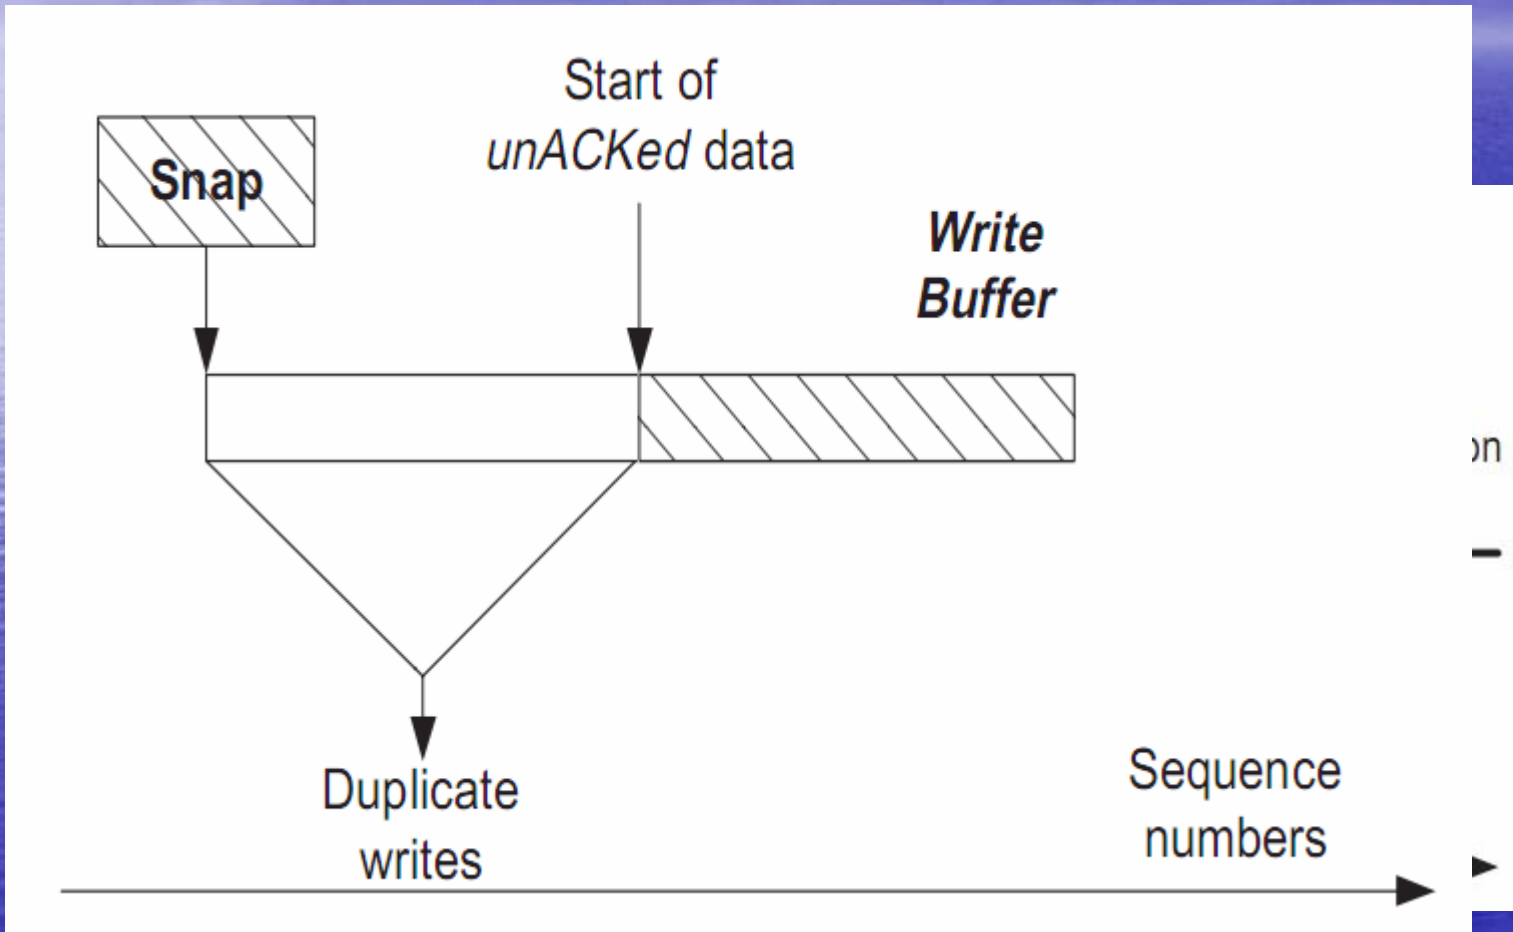 Start of
unACKed data
Snap
Write
Buffer
Duplicate
writes
Sequence
numbers